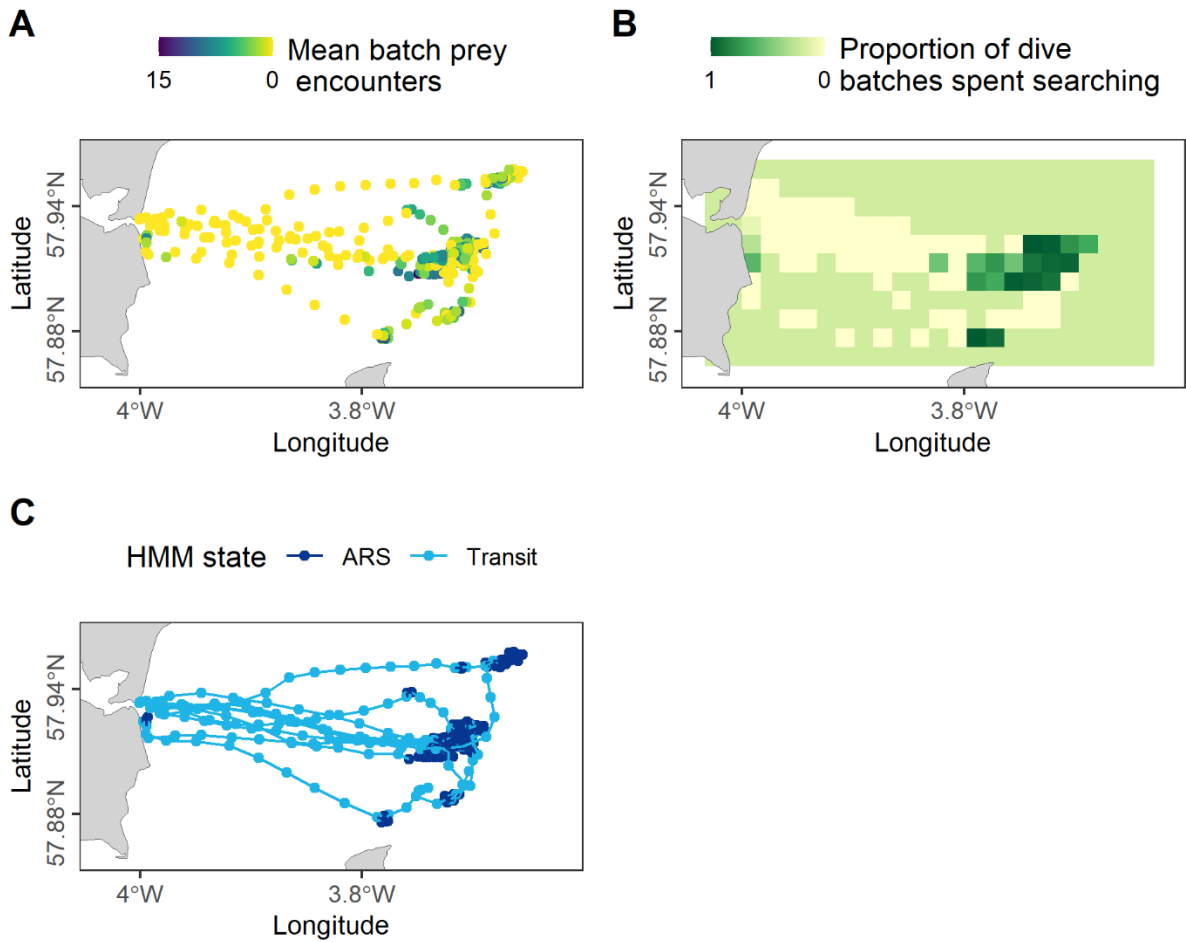 A
Mean batch prey
encounters
15 0
57.94°N
57.88°N
Latitude
4°W 3.8°W
Longitude
B
Proportion of dive
batches spent searching
1 0
57.94°N
57.88°N
Latitude
4°W 3.8°W
Longitude
C
HMM state ARS Transit
57.94°N
57.88°N
Latitude
4°W 3.8°W
Longitude